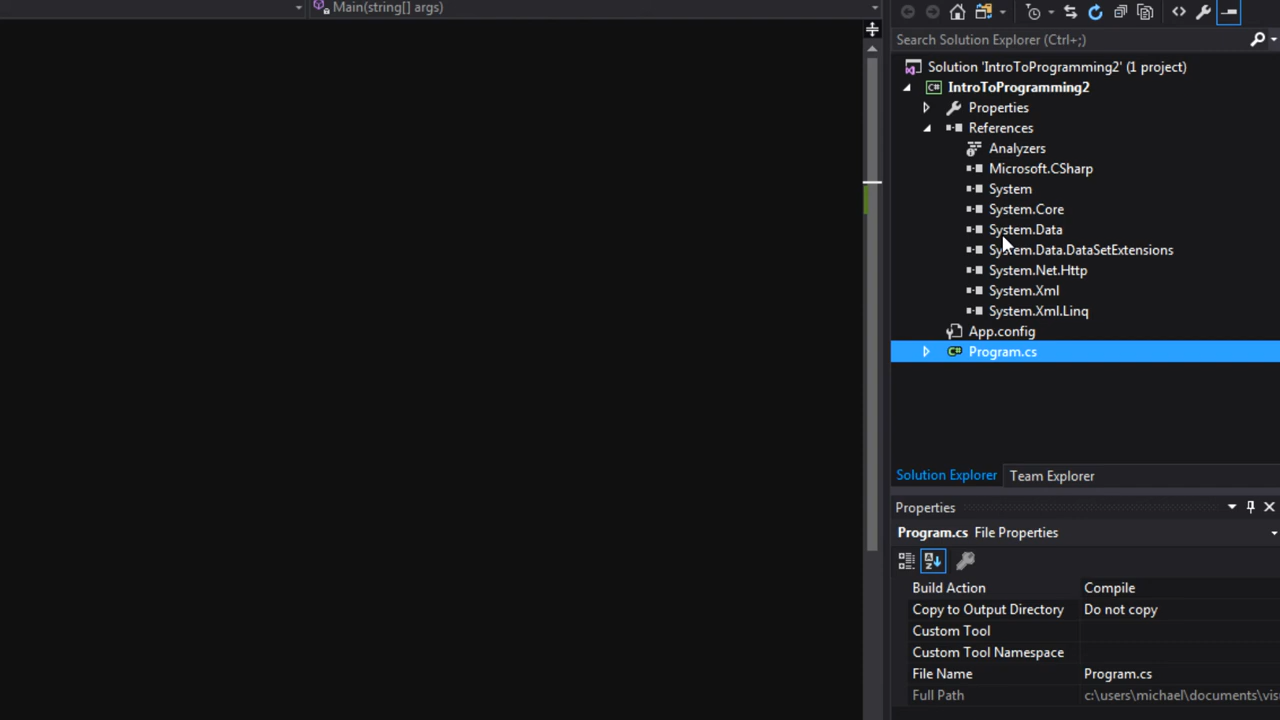 Main(string[] args)
Search Solution Explorer (Ctrl+;)
Solution 'IntroToProgramming2' (1 project)
C# IntroToProgramming2
Properties
References
Analyzers
Microsoft.CSharp
System
System.Core
System.Data
System.Data.DataSetExtensions
System.Net.Http
System.Xml
System.Xml.Linq
App.config
C# Program.cs
Solution Explorer Team Explorer
Properties
Program.cs File Properties
Build Action Compile
Copy to Output Directory Do not copy
Custom Tool
Custom Tool Namespace
File Name Program.cs
Full Path c:\users\michael\documents\vis